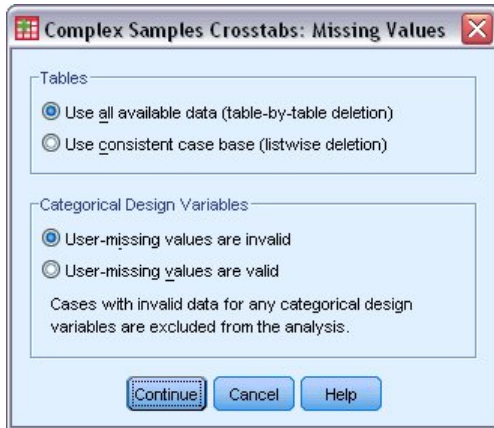 Complex Samples Crosstabs: Missing Values
Tables
Use all available data (table-by-table deletion)
Use consistent case base (listwise deletion)
Categorical Design Variables
User-missing values are invalid
User-missing values are valid
Cases with invalid data for any categorical design
variables are excluded from the analysis.
Continue Cancel Help